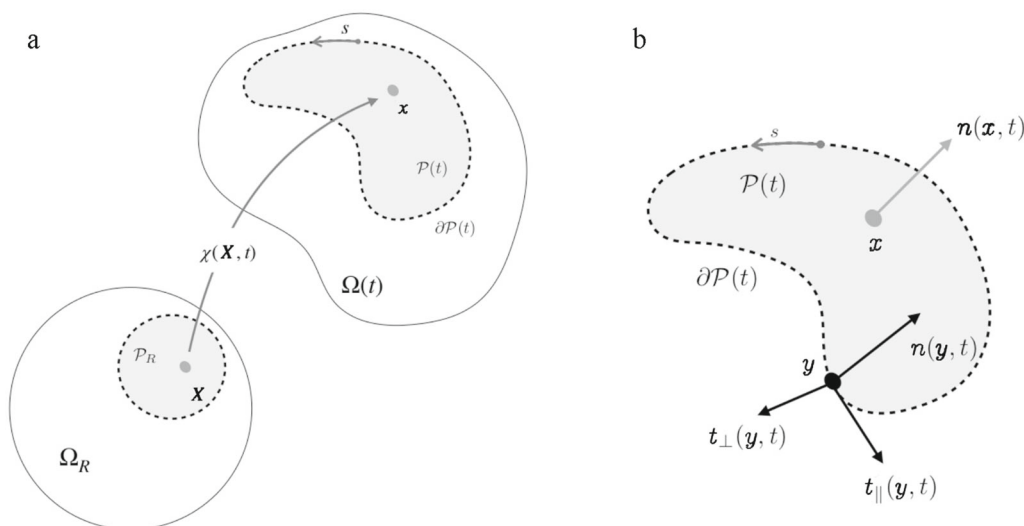 a
s
x
𝒫(t)
∂𝒫(t)
χ(X, t)
Ω(t)
𝒫_R
X
Ω_R
b
s
n(x, t)
𝒫(t)
x
∂𝒫(t)
y
n(y, t)
t_⊥(y, t)
t_∥(y, t)